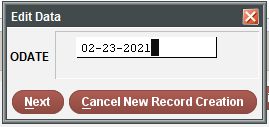 Edit Data
ODATE 02-23-2021
Next Cancel New Record Creation